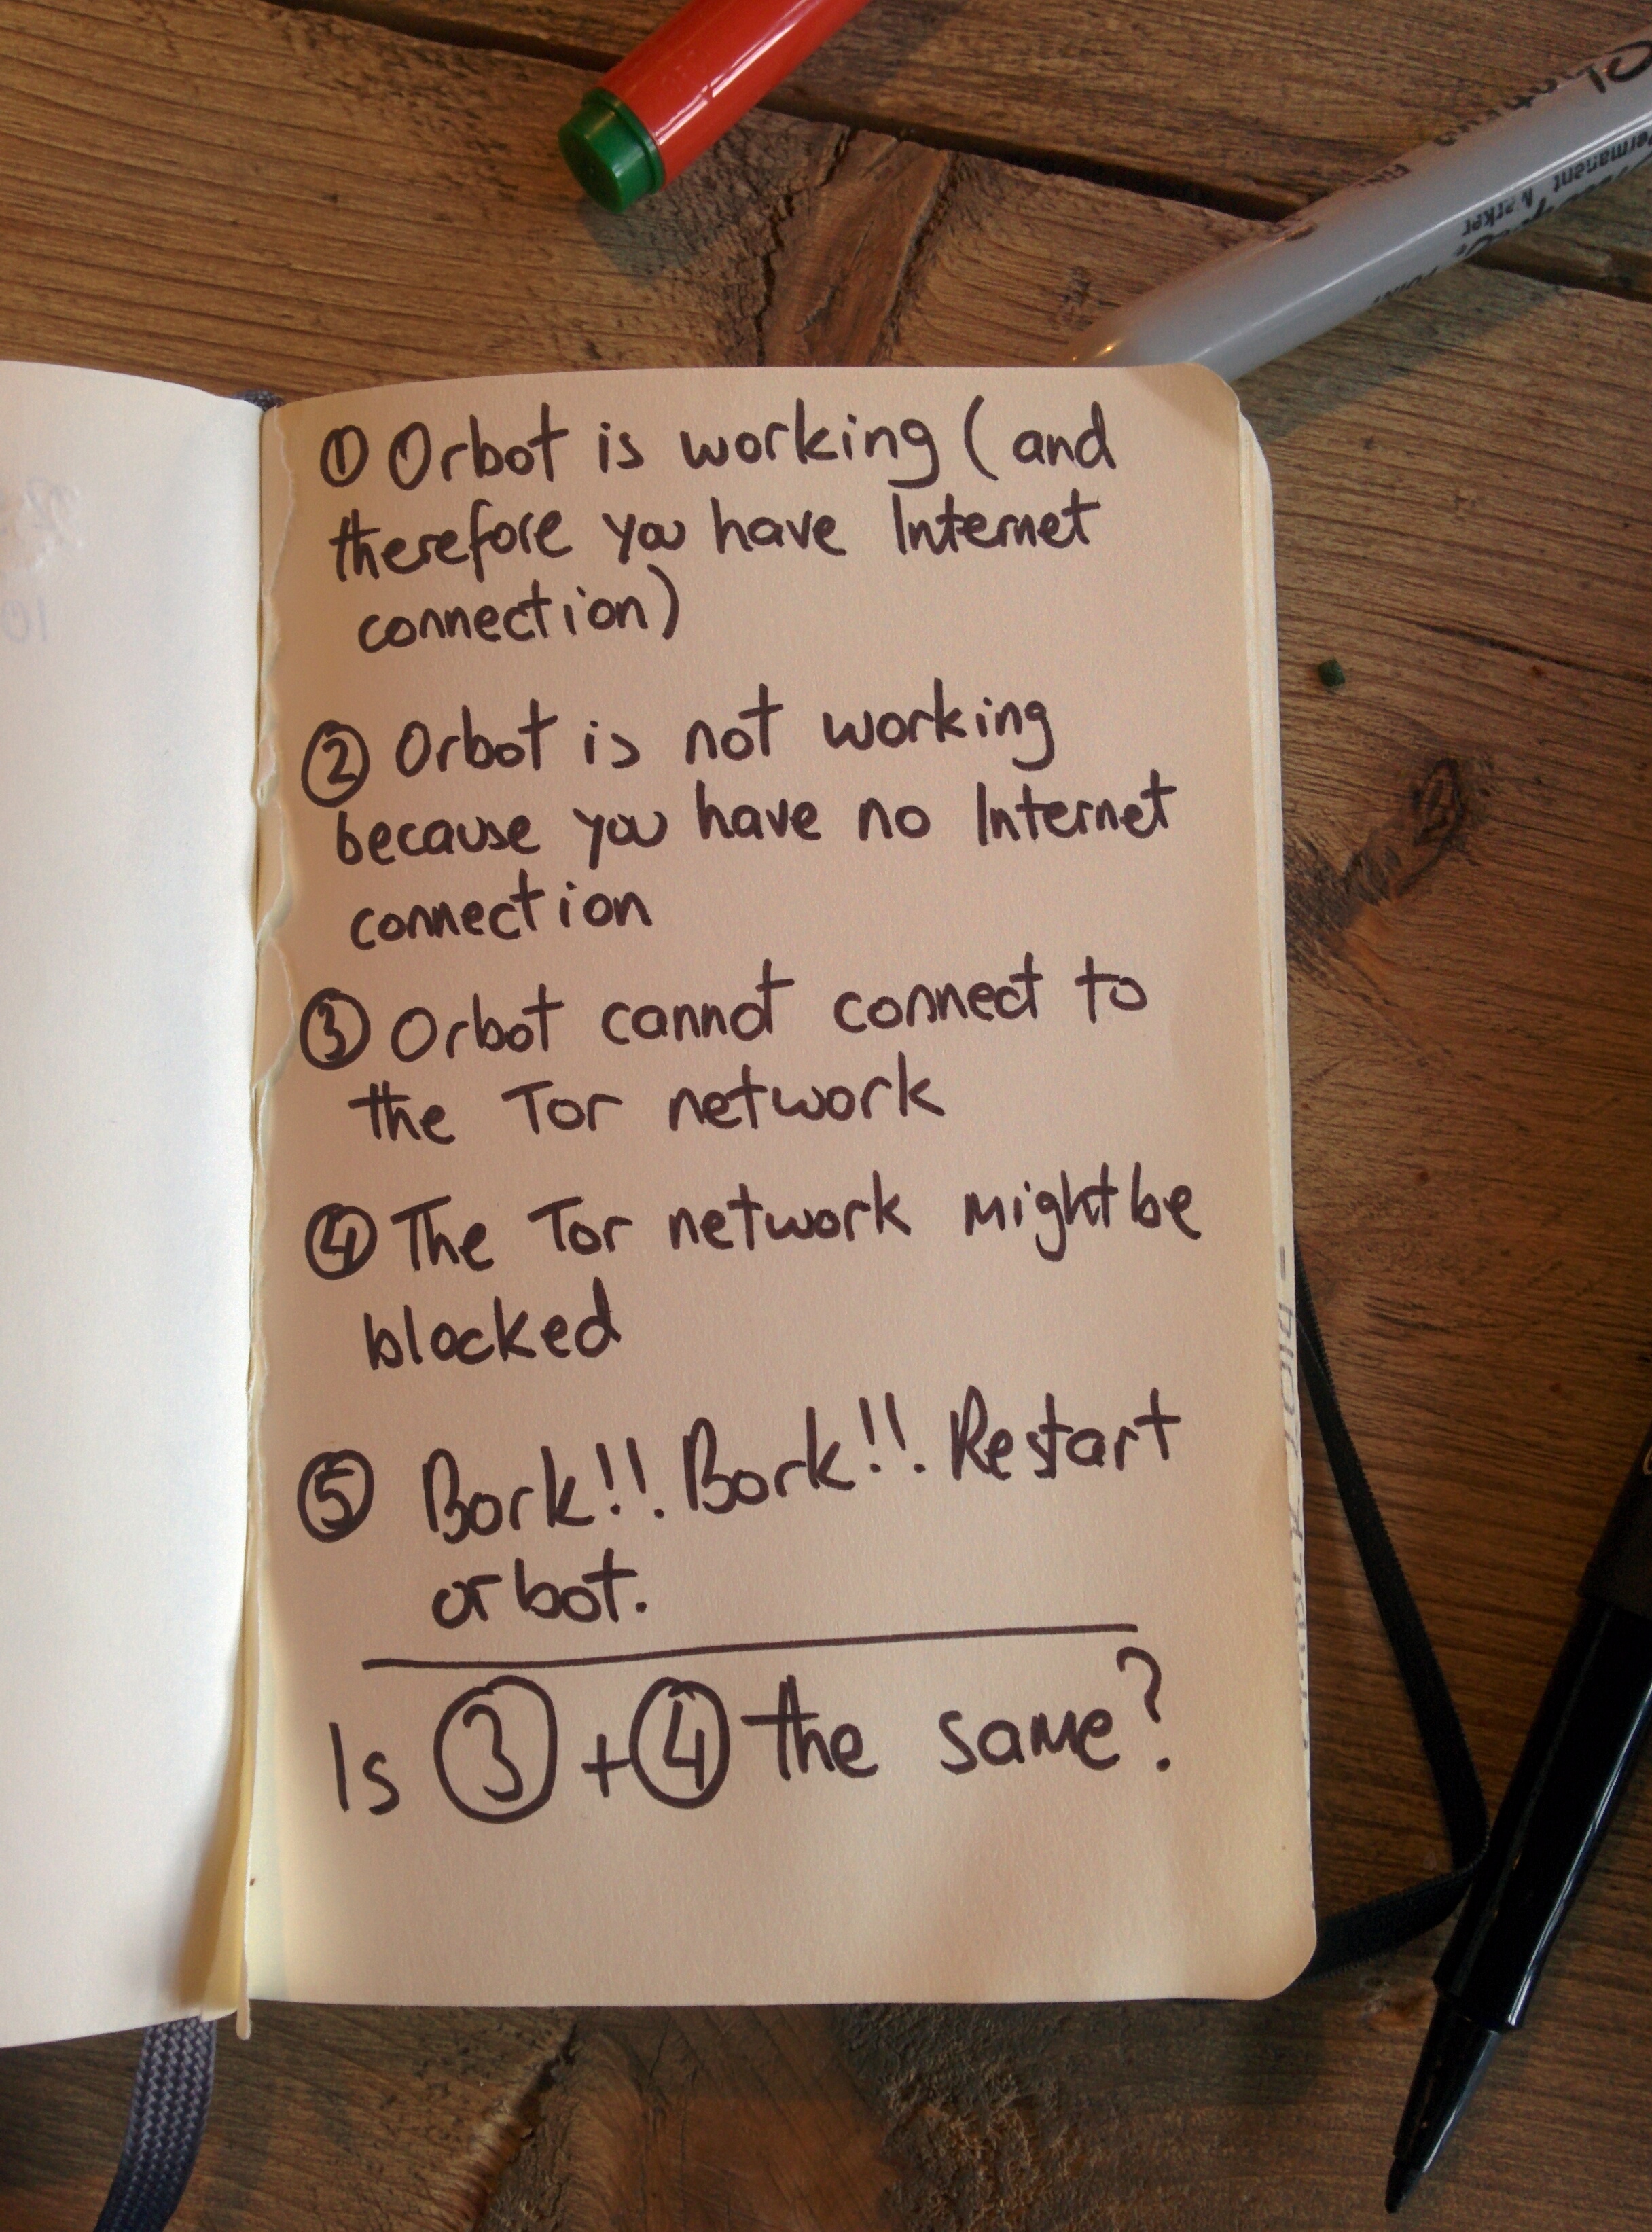 ① Orbot is working (and
therefore you have Internet
connection)
② Orbot is not working
because you have no Internet
connection
③ Orbot cannot connect to
the Tor network
④ The Tor network might be
blocked
⑤ Bork!!. Bork!!. Restart
orbot.
Is ③ + ④ the same?
Permanent Marker